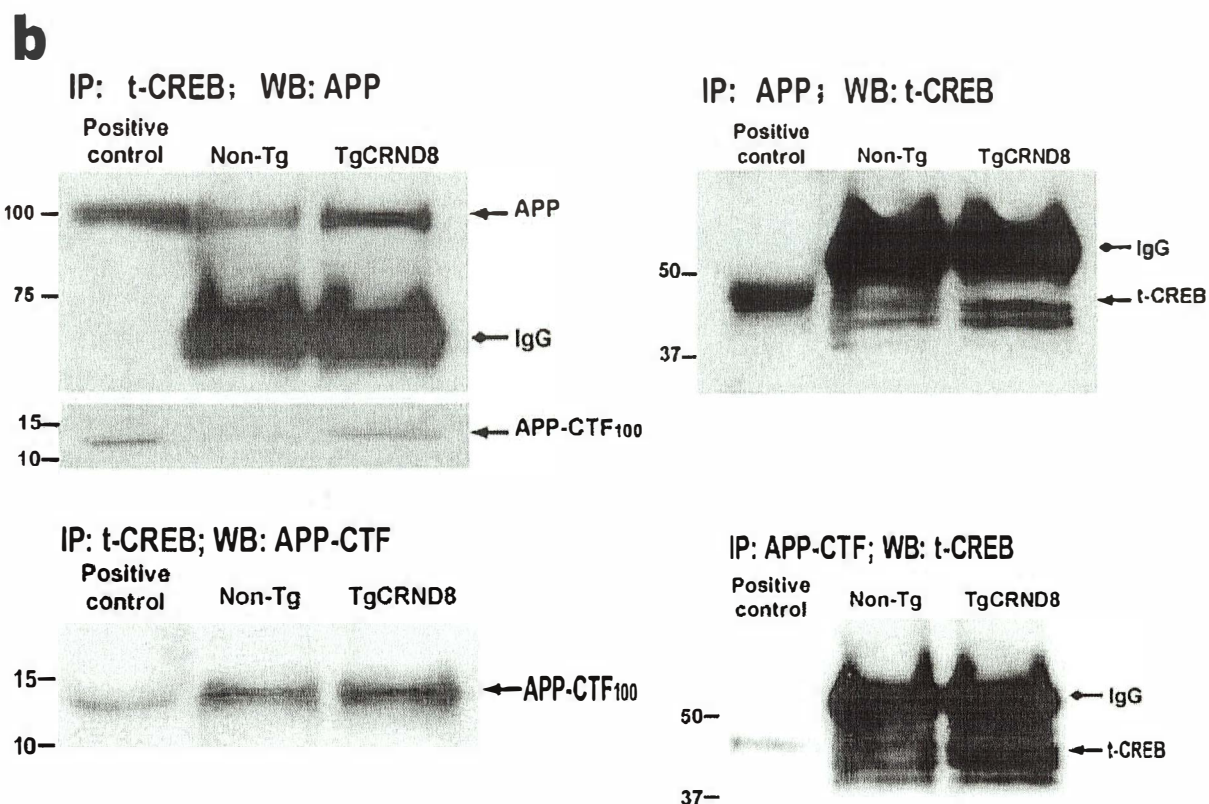 b
IP: t-CREB; WB: APP
Positive control
Non-Tg
TgCRND8
100
APP
75
IgG
15
APP-CTF100
10
IP: APP; WB: t-CREB
Positive control
Non-Tg
TgCRND8
IgG
50
t-CREB
37
IP: t-CREB; WB: APP-CTF
Positive control
Non-Tg
TgCRND8
15
APP-CTF100
10
IP: APP-CTF; WB: t-CREB
Positive control
Non-Tg
TgCRND8
IgG
50
t-CREB
37